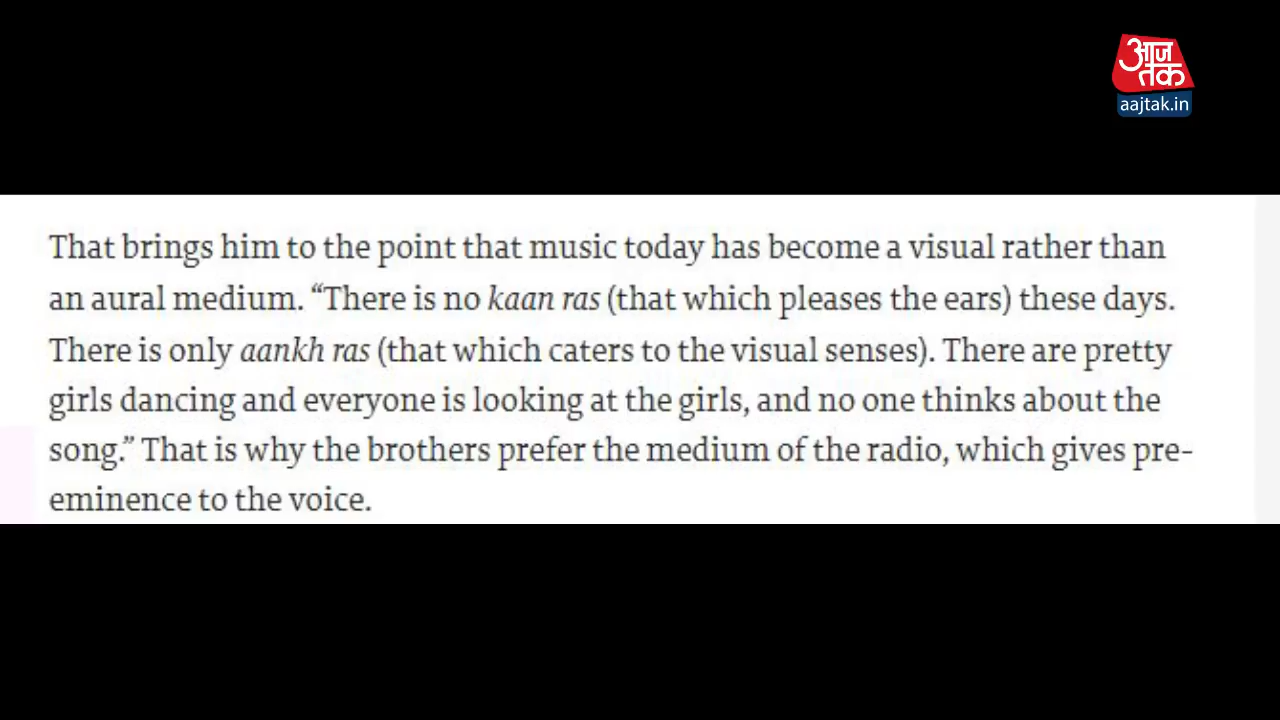 आज
तक
aajtak.in
That brings him to the point that music today has become a visual rather than
an aural medium. “There is no kaan ras (that which pleases the ears) these days.
There is only aankh ras (that which caters to the visual senses). There are pretty
girls dancing and everyone is looking at the girls, and no one thinks about the
song.” That is why the brothers prefer the medium of the radio, which gives pre-
eminence to the voice.